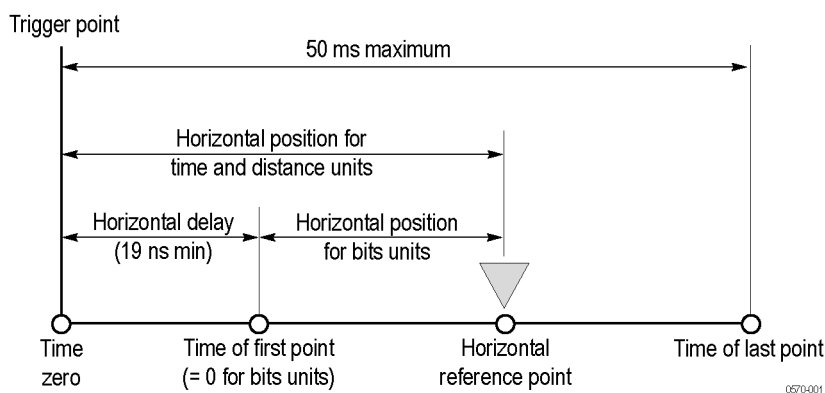 Trigger point
50 ms maximum
Horizontal position for
time and distance units
Horizontal delay
(19 ns min)
Horizontal position
for bits units
Time
zero
Time of first point
(= 0 for bits units)
Horizontal
reference point
Time of last point
0570-001